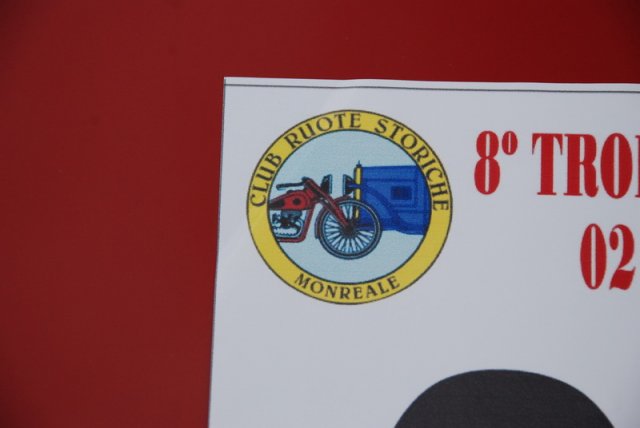 CLUB RUOTE STORICHE
MONREALE
8° TRO
02